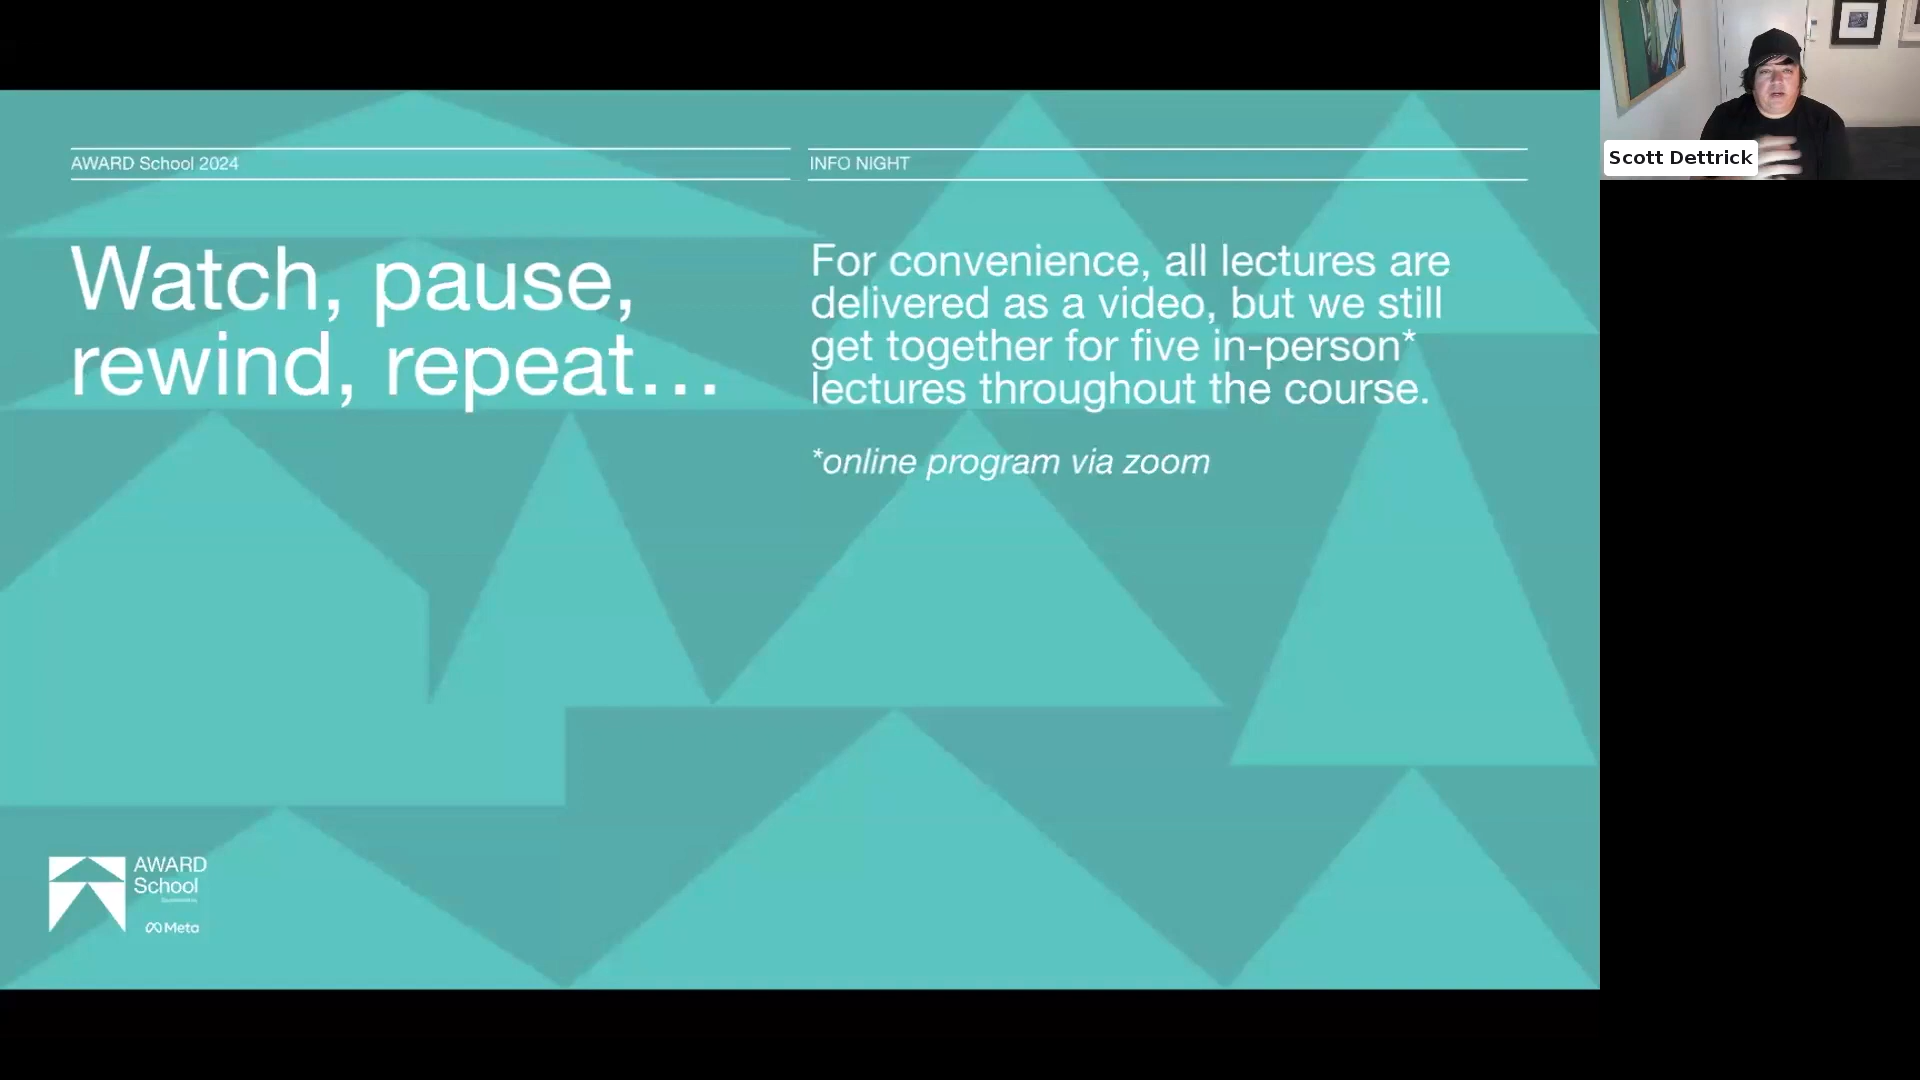 AWARD School 2024
INFO NIGHT
Watch, pause,
rewind, repeat...
For convenience, all lectures are
delivered as a video, but we still
get together for five in-person*
lectures throughout the course.
*online program via zoom
AWARD
School
Meta
Scott Dettrick